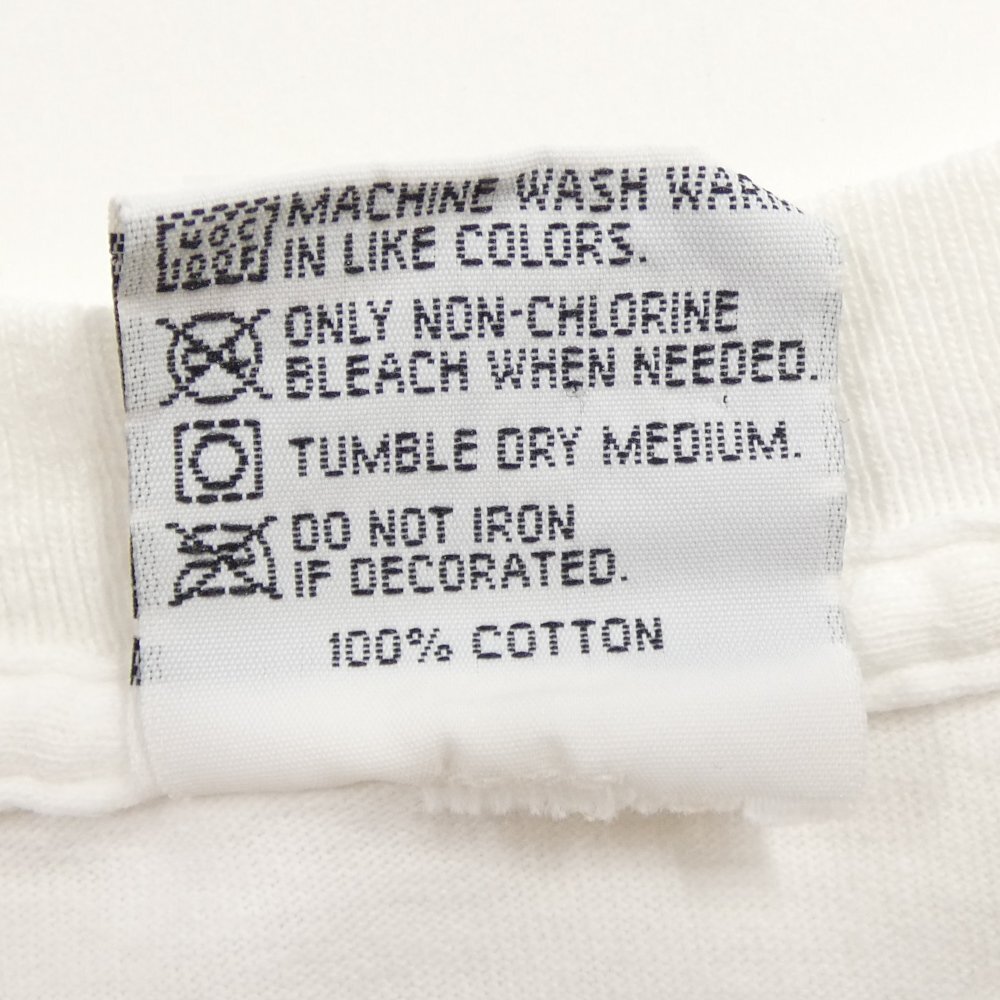 MACHINE WASH WARM
IN LIKE COLORS.
ONLY NON-CHLORINE
BLEACH WHEN NEEDED.
TUMBLE DRY MEDIUM.
DO NOT IRON
IF DECORATED.
100% COTTON